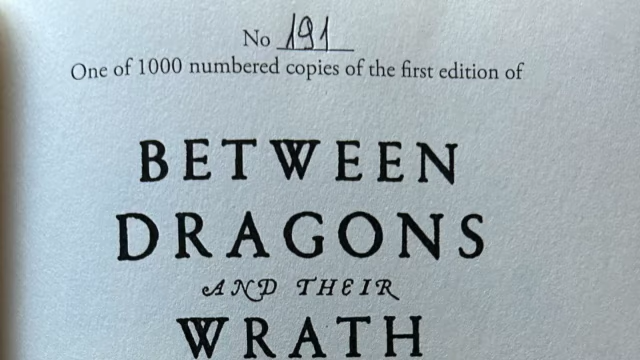 No 191
One of 1000 numbered copies of the first edition of
BETWEEN
DRAGONS
AND THEIR
WRATH